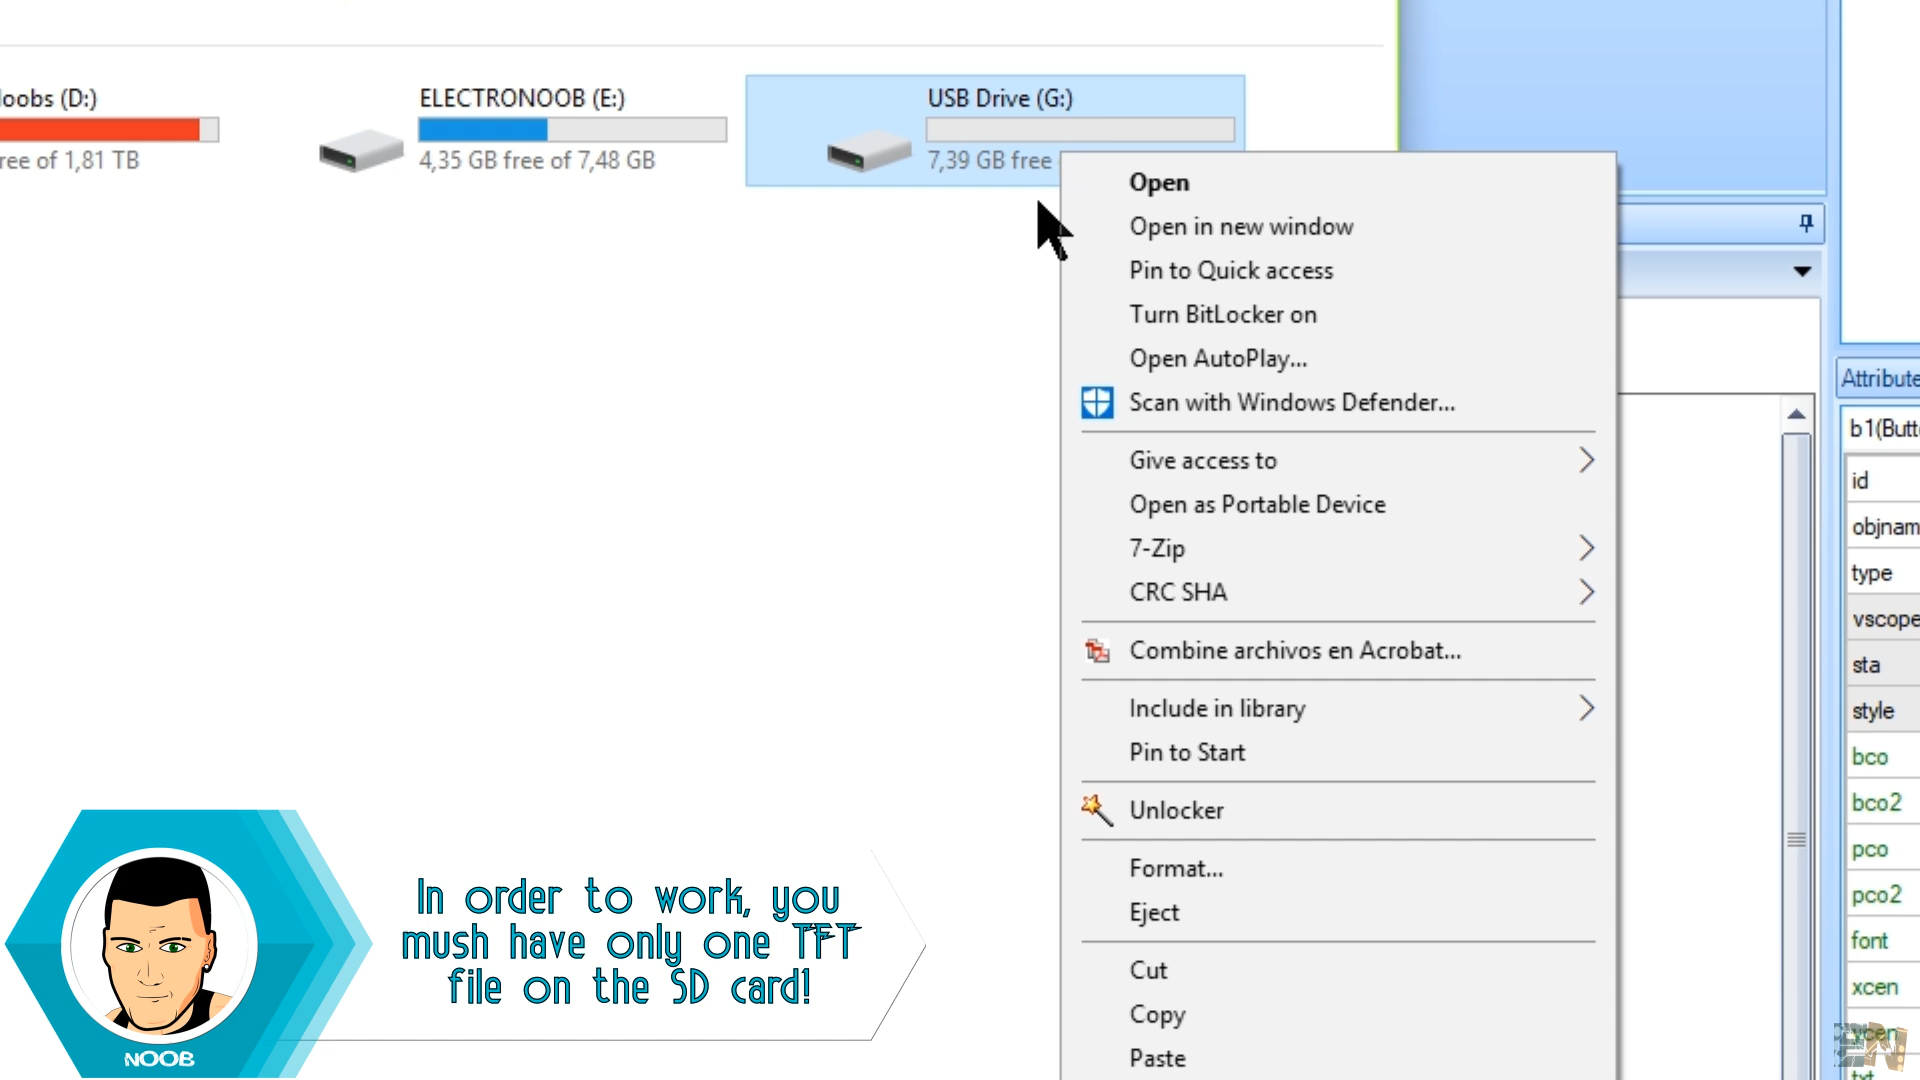 oobs (D:)
ree of 1,81 TB
ELECTRONOOB (E:)
4,35 GB free of 7,48 GB
USB Drive (G:)
7,39 GB free
Open
Open in new window
Pin to Quick access
Turn BitLocker on
Open AutoPlay...
Scan with Windows Defender...
Give access to
Open as Portable Device
7-Zip
CRC SHA
Combine archivos en Acrobat...
Include in library
Pin to Start
Unlocker
Format...
Eject
Cut
Copy
Paste
Attribute
b1(Butt
id
objnam
type
vscope
sta
style
bco
bco2
pco
pco2
font
xcen
ycen
txt
In order to work, you
mush have only one TFT
file on the SD card!
NOOB